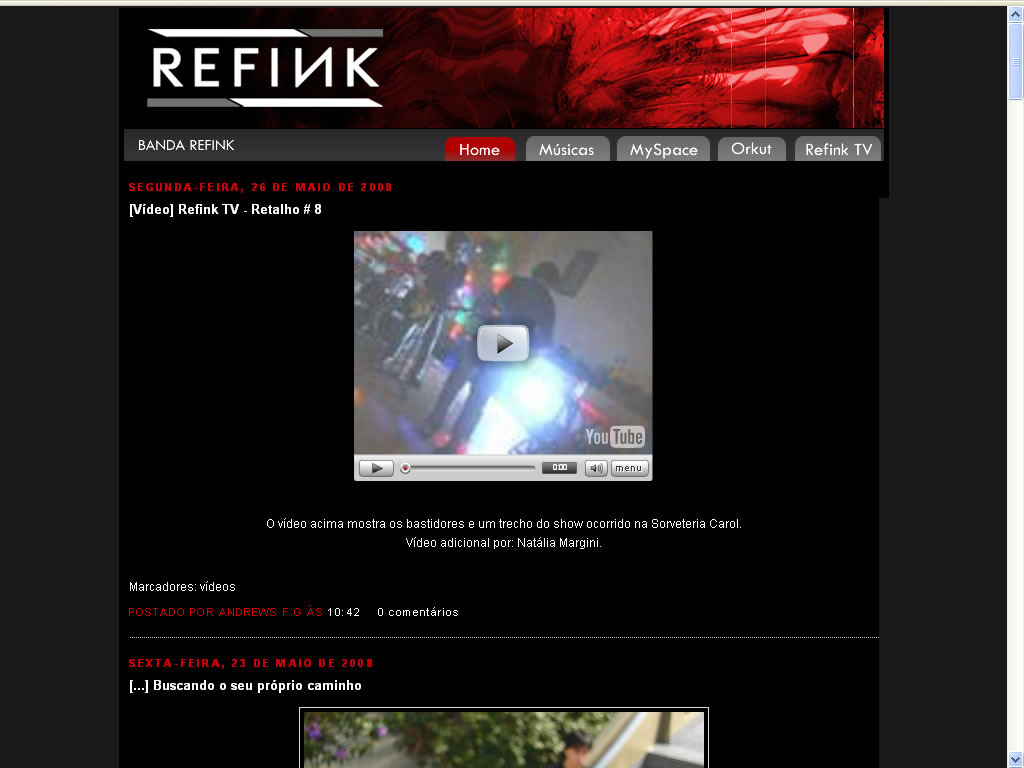 REFINK
BANDA REFINK
Home
Músicas
MySpace
Orkut
Refink TV
SEGUNDA-FEIRA, 26 DE MAIO DE 2008
[Vídeo] Refink TV - Retalho # 8
YouTube
0:00
menu
O vídeo acima mostra os bastidores e um trecho do show ocorrido na Sorveteria Carol.
Vídeo adicional por: Natália Margini.
Marcadores: vídeos
POSTADO POR ANDREWS F.G ÀS 10:42 0 comentários
SEXTA-FEIRA, 23 DE MAIO DE 2008
[...] Buscando o seu próprio caminho